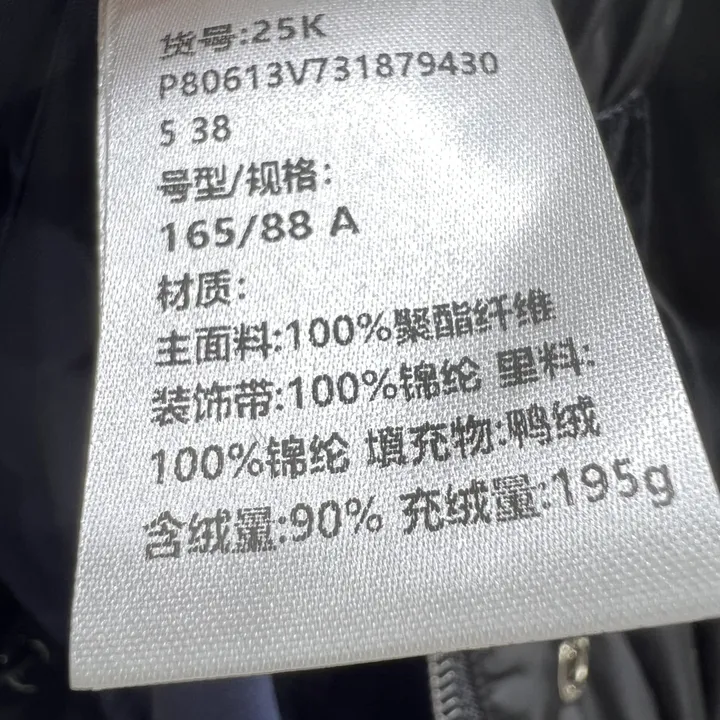 货号:25K
P80613V731879430
5 38
号型/规格:
165/88 A
材质:
主面料:100%聚酯纤维
装饰带:100%锦纶 里料:
100%锦纶 填充物:鸭绒
含绒量:90% 充绒量:195g